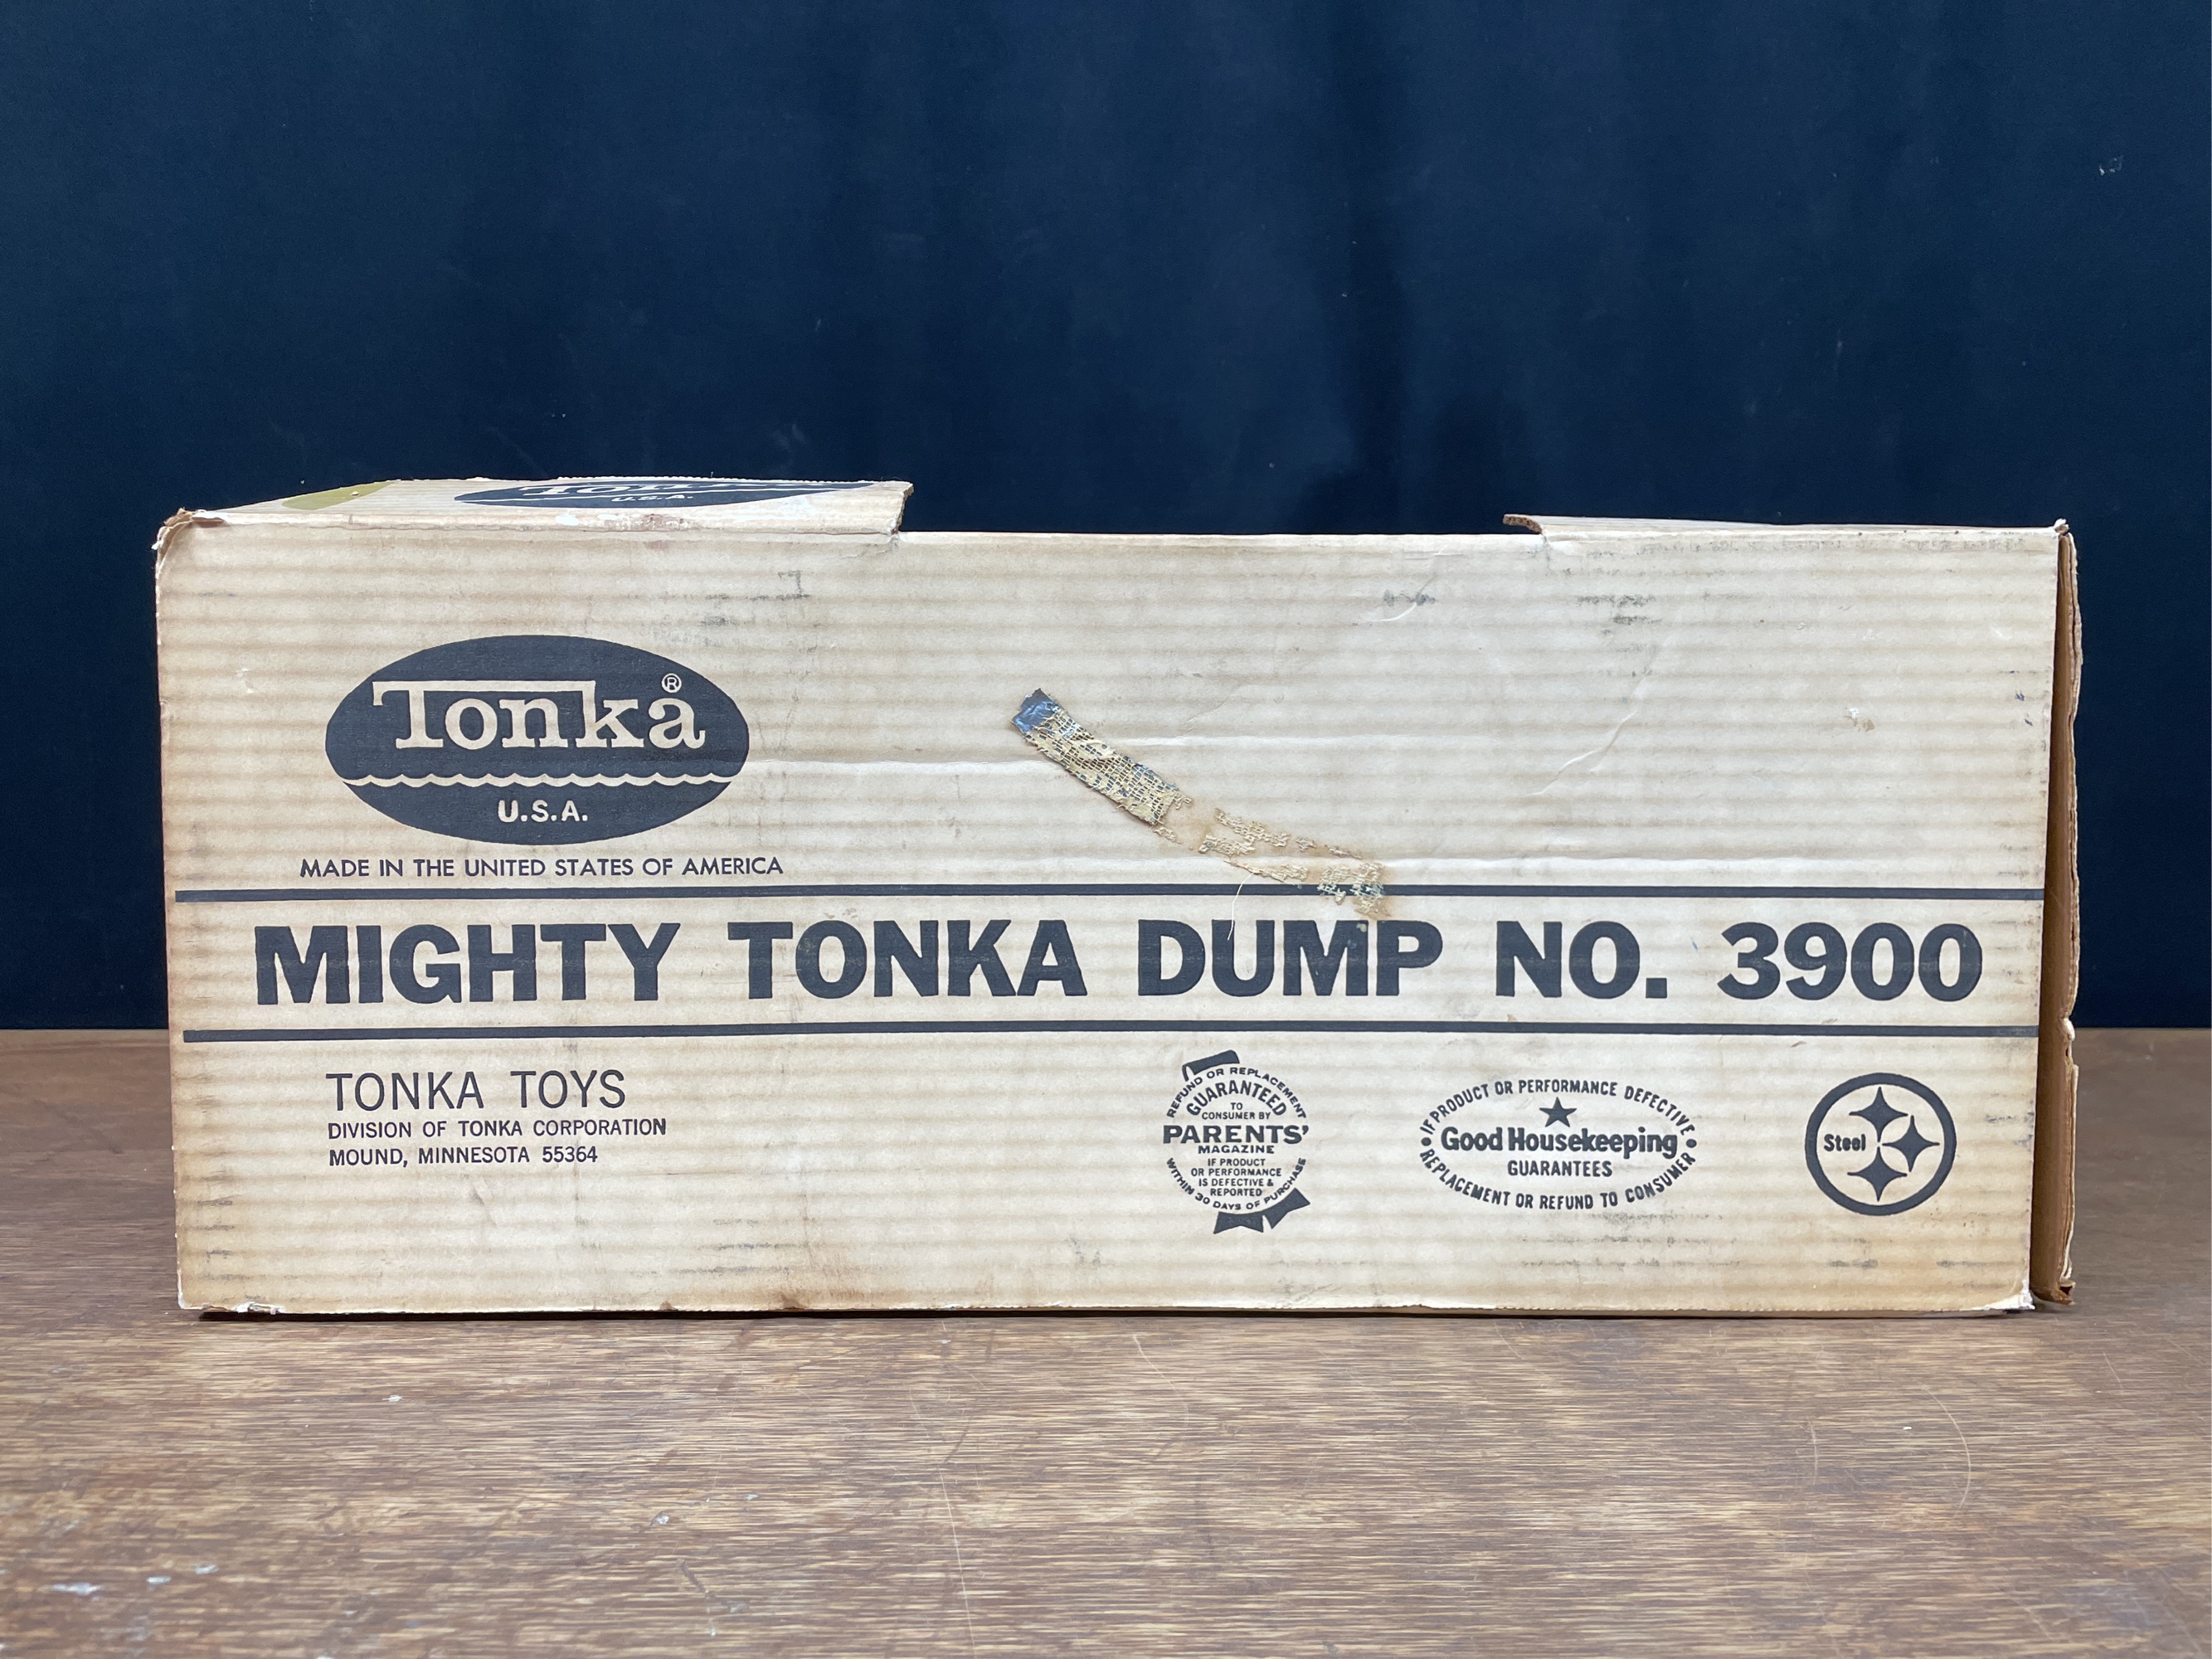 Tonka
U.S.A.
Tonka®
U.S.A.
MADE IN THE UNITED STATES OF AMERICA
MIGHTY TONKA DUMP NO. 3900
TONKA TOYS
DIVISION OF TONKA CORPORATION
MOUND, MINNESOTA 55364
REFUND OR REPLACEMENT
GUARANTEED
TO
CONSUMER BY
PARENTS'
MAGAZINE
IF PRODUCT
OR PERFORMANCE
IS DEFECTIVE &
REPORTED
WITHIN 30 DAYS OF PURCHASE
IF PRODUCT OR PERFORMANCE DEFECTIVE
Good Housekeeping
GUARANTEES
REPLACEMENT OR REFUND TO CONSUMER
Steel